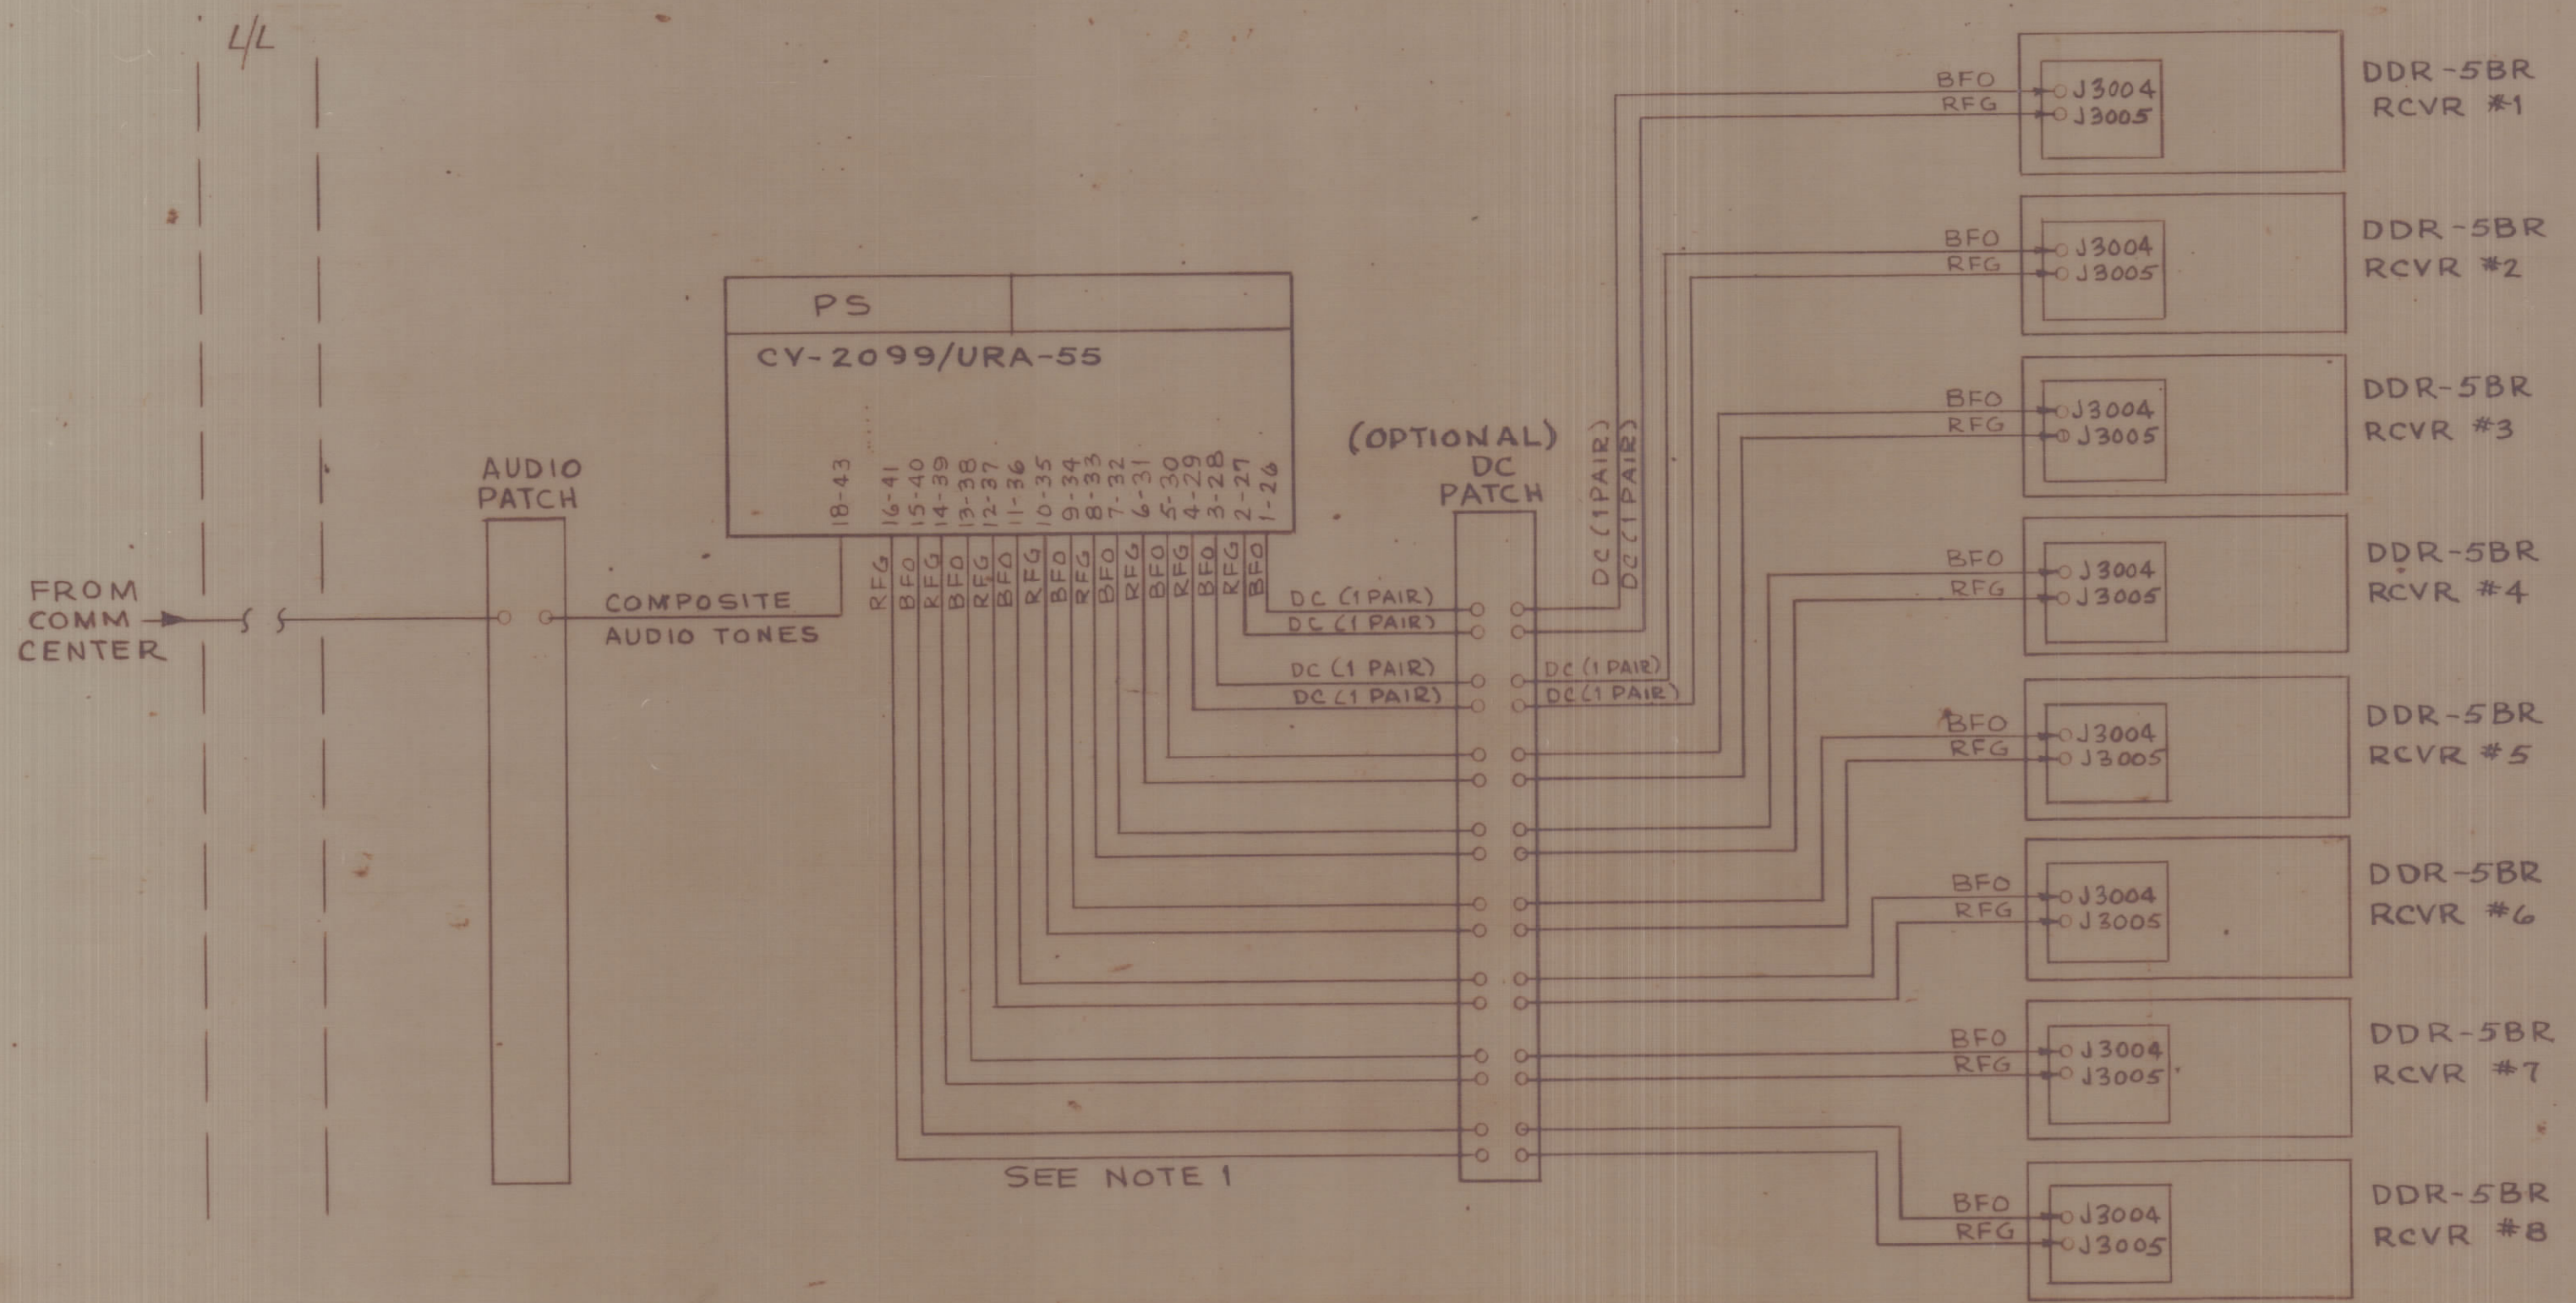 L/L
FROM
COMM
CENTER
AUDIO
PATCH
COMPOSITE
AUDIO TONES
PS
CV-2099/URA-55
18-43
16-41
15-40
14-39
13-38
12-37
11-36
10-35
9-34
8-33
7-32
6-31
5-30
4-29
3-28
2-27
1-26
RFG
BFO
RFG
BFO
RFG
BFO
RFG
BFO
RFG
BFO
RFG
BFO
RFG
BFO
RFG
BFO
DC (1 PAIR)
DC (1 PAIR)
DC (1 PAIR)
DC (1 PAIR)
SEE NOTE 1
(OPTIONAL)
DC
PATCH
DC (1 PAIR)
DC (1 PAIR)
DC (1 PAIR)
DC (1 PAIR)
BFO
RFG
J3004
J3005
DDR-5BR
RCVR #1
BFO
RFG
J3004
J3005
DDR-5BR
RCVR #2
BFO
RFG
J3004
J3005
DDR-5BR
RCVR #3
BFO
RFG
J3004
J3005
DDR-5BR
RCVR #4
BFO
RFG
J3004
J3005
DDR-5BR
RCVR #5
BFO
RFG
J3004
J3005
DDR-5BR
RCVR #6
BFO
RFG
J3004
J3005
DDR-5BR
RCVR #7
BFO
RFG
J3004
J3005
DDR-5BR
RCVR #8